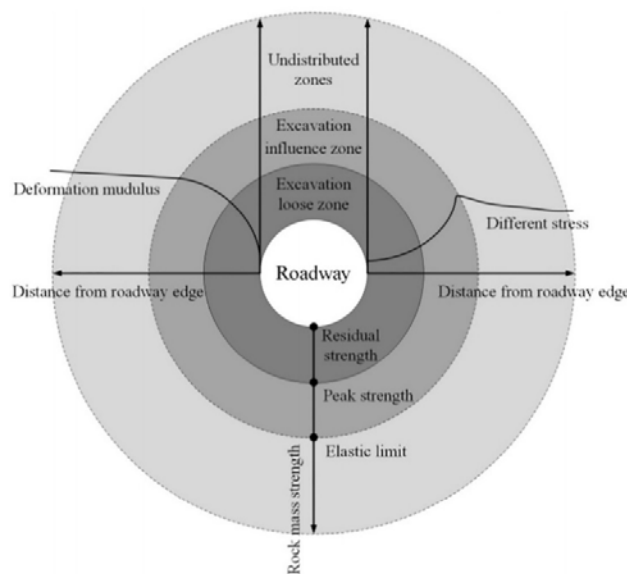 Undistributed
zones
Excavation
influence zone
Excavation
loose zone
Deformation mudulus
Different stress
Roadway
Distance from roadway edge
Distance from roadway edge
Residual
strength
Peak strength
Elastic limit
Rock mass strength